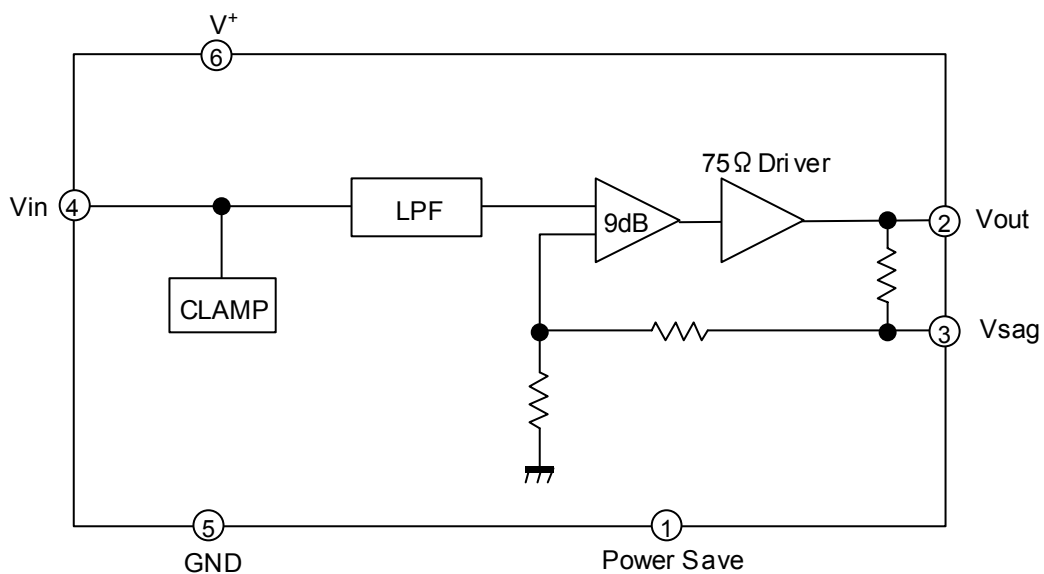 V⁺
6
75Ω Driver
Vin
4
LPF
9dB
2
Vout
CLAMP
3
Vsag
5
GND
1
Power Save